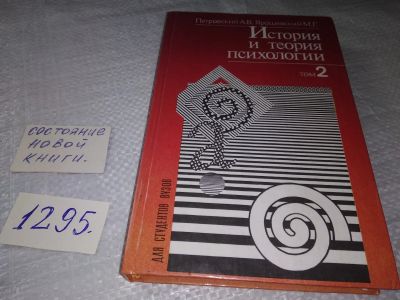 Петровский А.В. Ярошевский М.Г.
История
и теория
психологии
том 2
для студентов вузов
состояние
новой
книги.
1295.